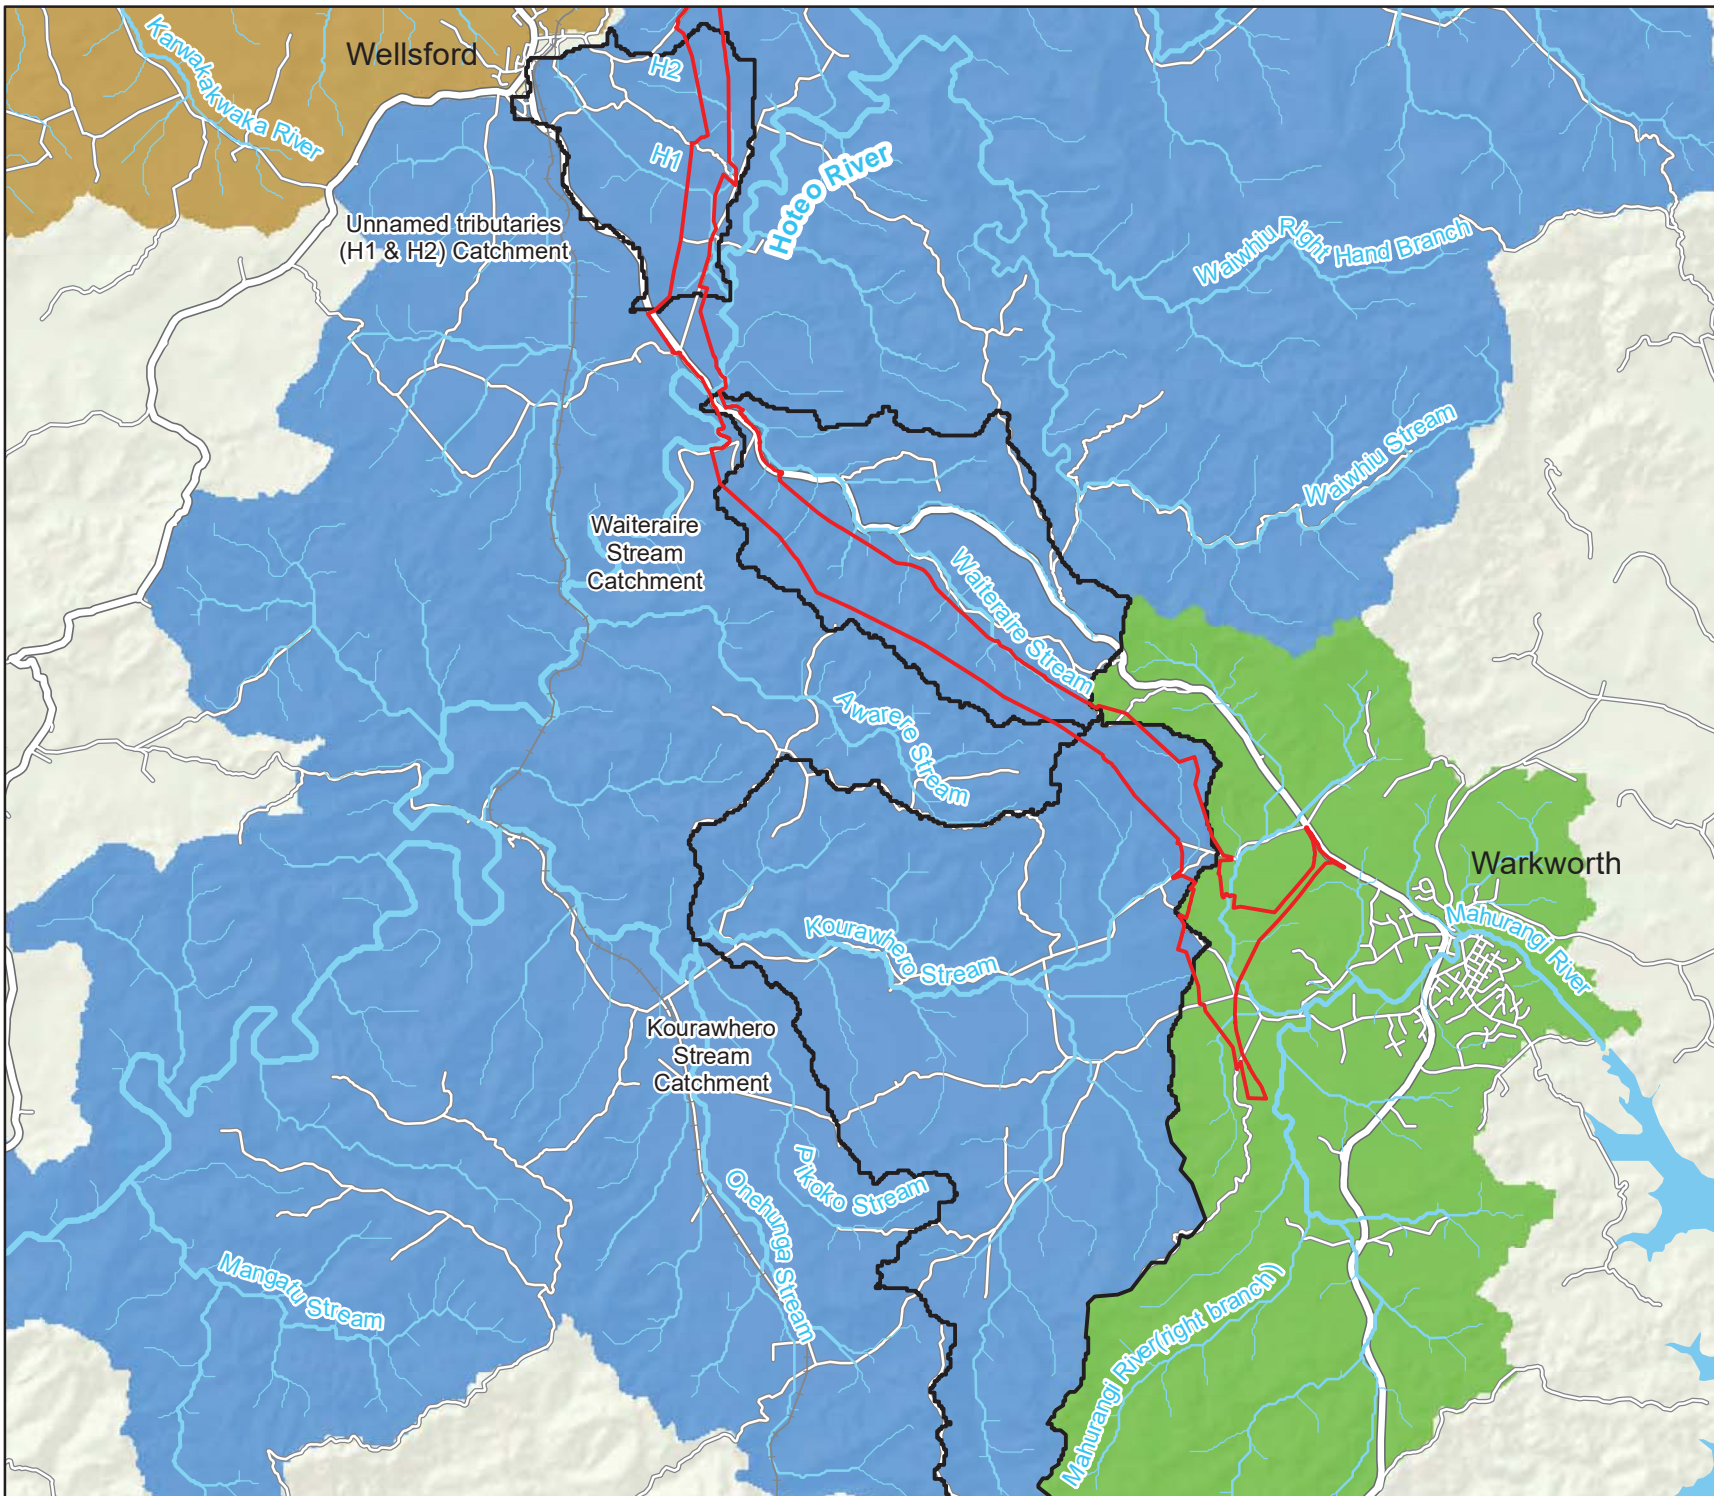 Karwakakwaka River
Wellsford
H2
H1
Hoteo River
Unnamed tributaries
(H1 & H2) Catchment
Waiwhiu Right Hand Branch
Waiwhiu Stream
Waiteraire
Stream
Catchment
Waiteraire Stream
Awarere Stream
Warkworth
Mahurangi River
Kourawhero Stream
Kourawhero
Stream
Catchment
Pikoko Stream
Onehunga Stream
Mangatu Stream
Mahurangi River(right branch)